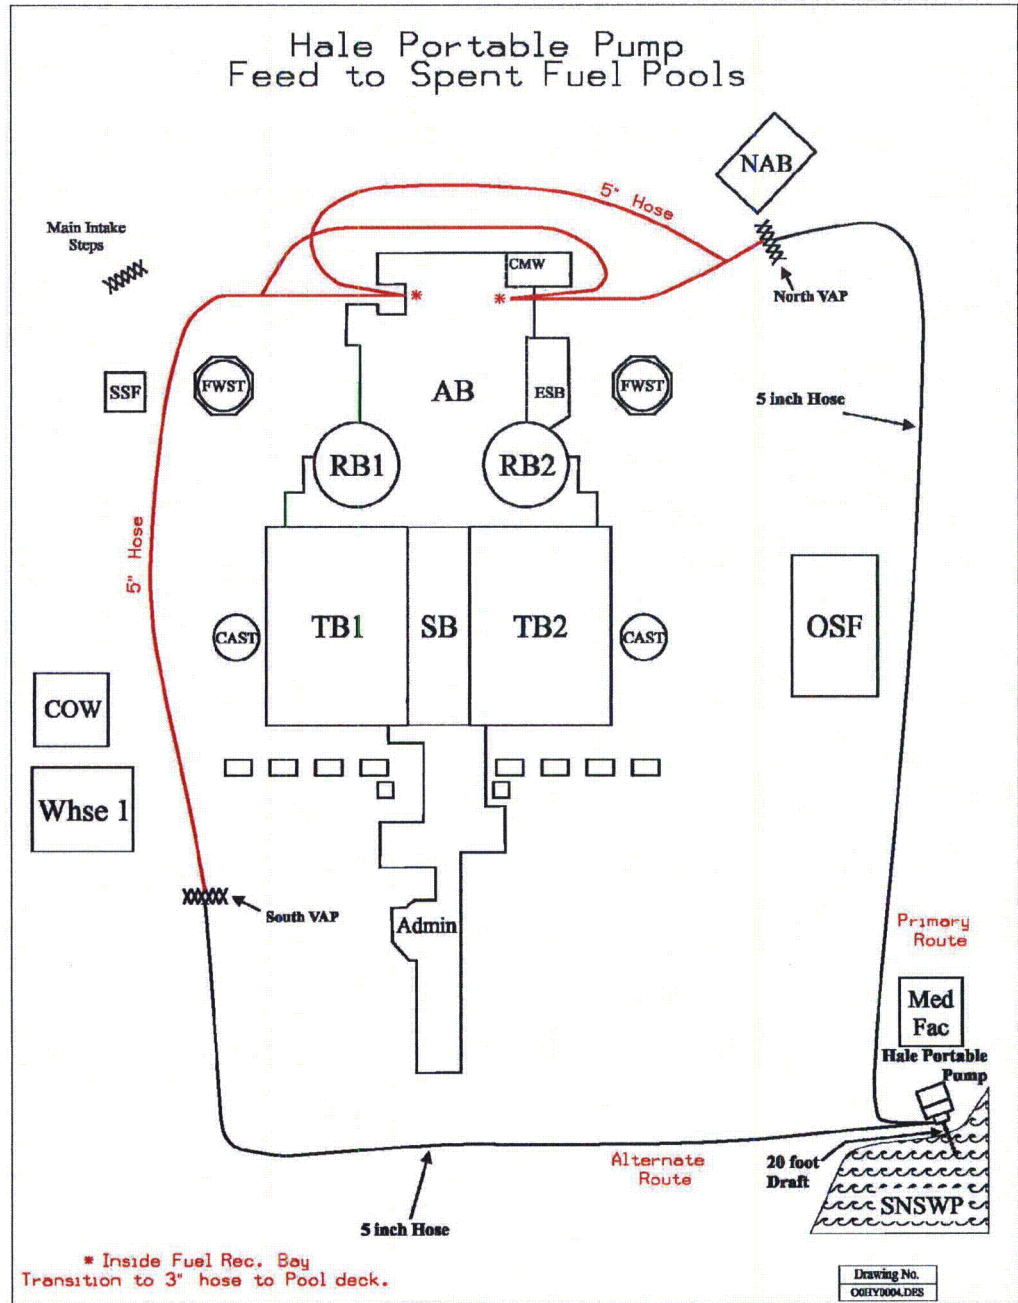 Hale Portable Pump
Feed to Spent Fuel Pools
NAB
5" Hose
Main Intake
Steps
CMW
North VAP
*
*
SSF
FWST
AB
ESB
FWST
5 inch Hose
RB1
RB2
5" Hose
CAST
TB1
SB
TB2
CAST
OSF
COW
Whse 1
South VAP
Admin
Primary
Route
Med
Fac
Hale Portable
Pump
Alternate
Route
20 foot
Draft
SNSWP
5 inch Hose
* Inside Fuel Rec. Bay
Transition to 3" hose to Pool deck.
Drawing No.
O0HY0004.DES